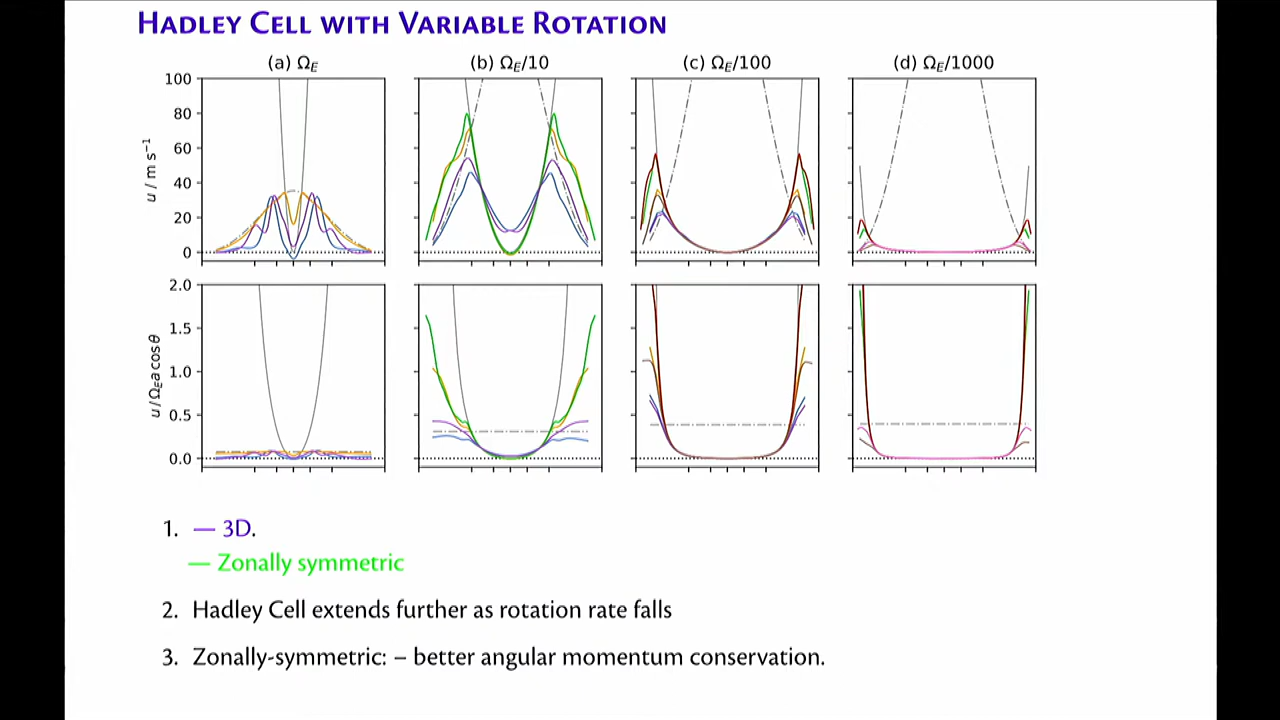 HADLEY CELL WITH VARIABLE ROTATION
(a) Ω_E (b) Ω_E/10 (c) Ω_E/100 (d) Ω_E/1000
100
80
60
40
20
0
u / m s⁻¹
2.0
1.5
1.0
0.5
0.0
u/Ω_E a cosθ
1. — 3D.
— Zonally symmetric
2. Hadley Cell extends further as rotation rate falls
3. Zonally-symmetric: – better angular momentum conservation.